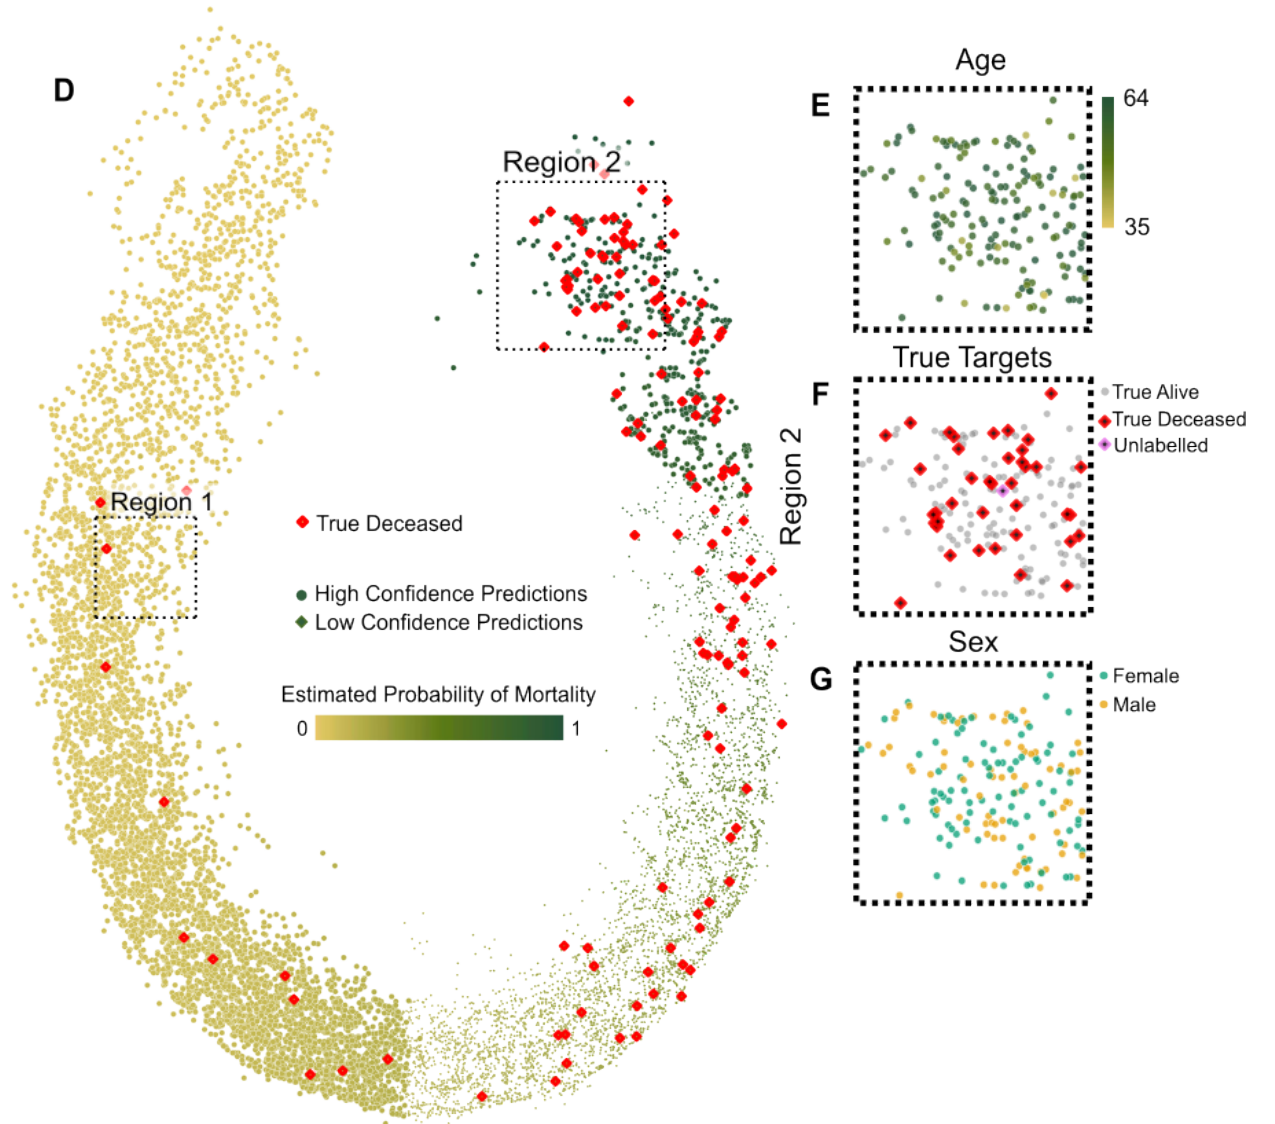 D
Region 2
Region 1
True Deceased
High Confidence Predictions
Low Confidence Predictions
Estimated Probability of Mortality
0
1
Region 2
E
Age
64
35
F
True Targets
True Alive
True Deceased
Unlabelled
G
Sex
Female
Male